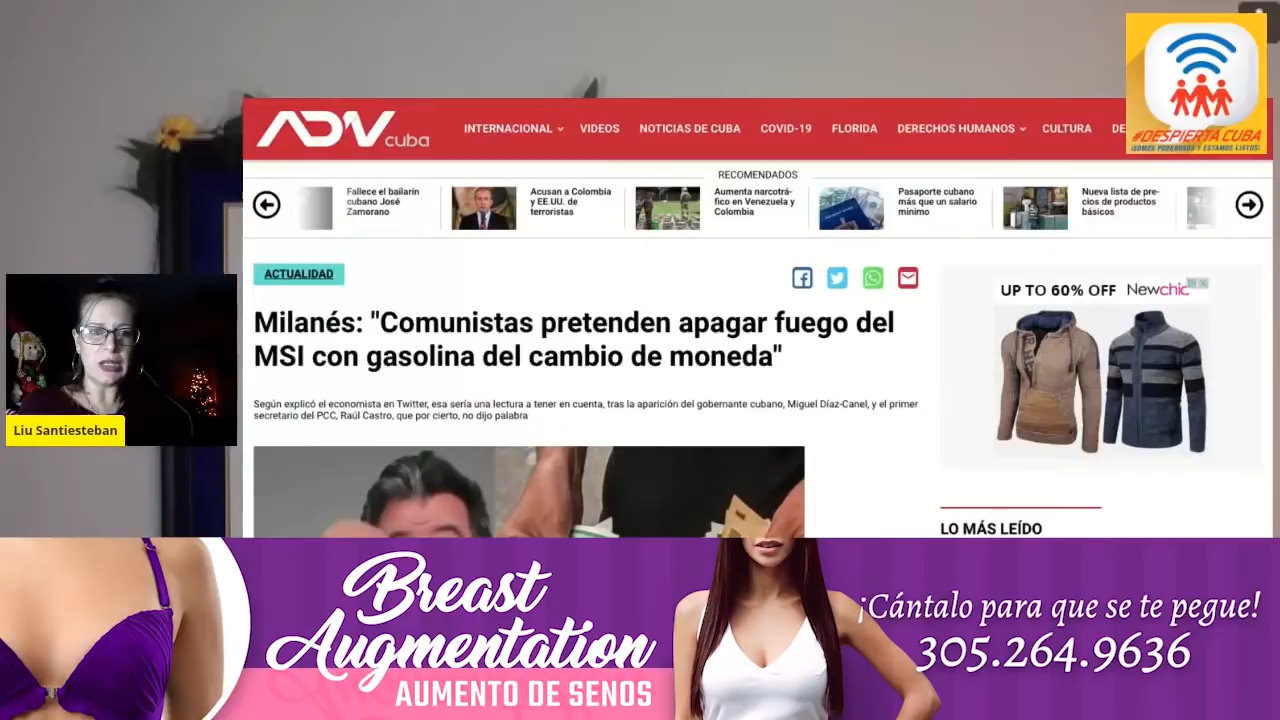 ADN cuba
INTERNACIONAL VIDEOS NOTICIAS DE CUBA COVID-19 FLORIDA DERECHOS HUMANOS CULTURA DE
#DESPIERTA CUBA
¡SOMOS PODEROSOS Y ESTAMOS LISTOS!
RECOMENDADOS
Fallece el bailarín
cubano José
Zamorano
Acusan a Colombia
y EE.UU. de
terroristas
Aumenta narcotrá-
fico en Venezuela y
Colombia
Pasaporte cubano
más que un salario
mínimo
Nueva lista de pre-
cios de productos
básicos
ACTUALIDAD
Milanés: "Comunistas pretenden apagar fuego del
MSI con gasolina del cambio de moneda"
Según explicó el economista en Twitter, esa sería una lectura a tener en cuenta, tras la aparición del gobernante cubano, Miguel Díaz-Canel, y el primer
secretario del PCC, Raúl Castro, que por cierto, no dijo palabra
UP TO 60% OFF Newchic
LO MÁS LEÍDO
Liu Santiesteban
Breast
Augmentation
AUMENTO DE SENOS
¡Cántalo para que se te pegue!
305.264.9636